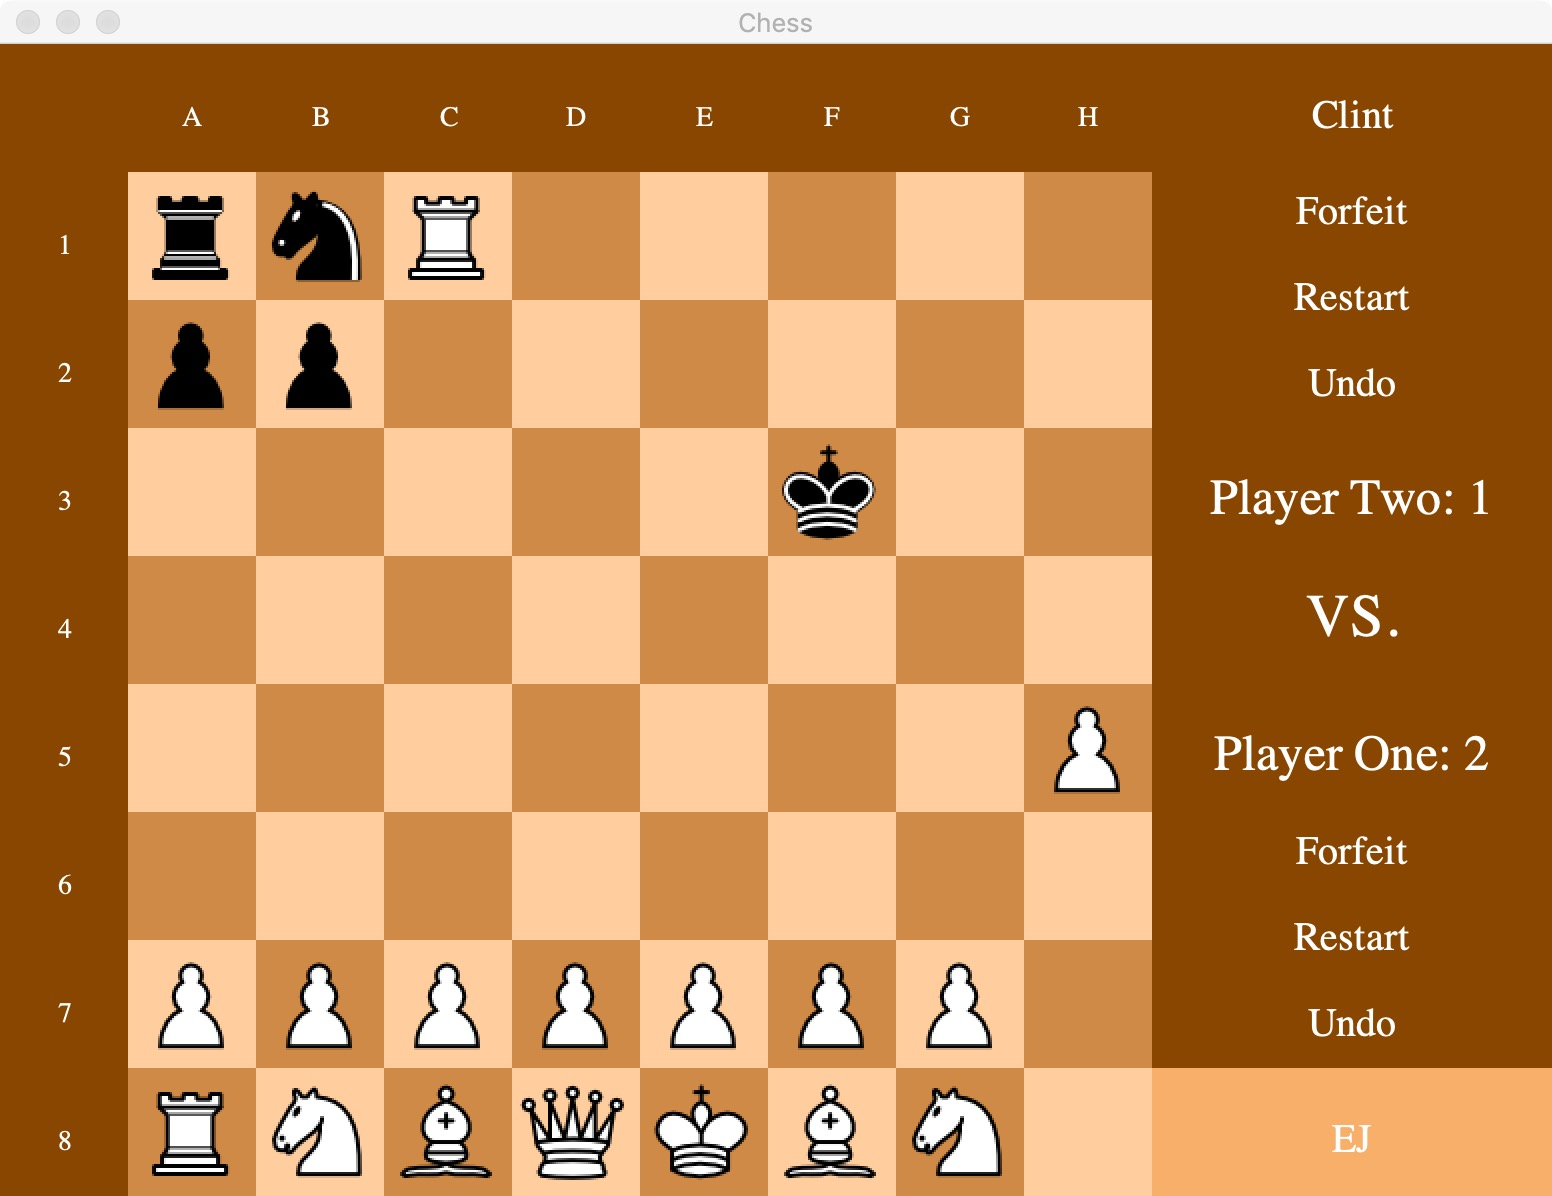 Chess
A B C D E F G H
Clint
1
Forfeit
Restart
2
Undo
3
Player Two: 1
4
VS.
5
Player One: 2
6
Forfeit
Restart
7
Undo
8
EJ